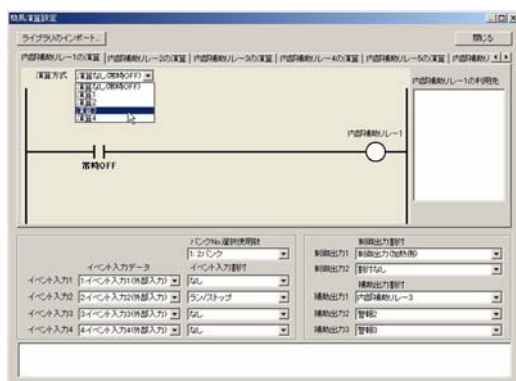 簡易演算設定
ライブラリのインポート..
閉じる
内部補助リレー1の演算 内部補助リレー2の演算 内部補助リレー3の演算 内部補助リレー4の演算 内部補助リレー5の演算 内部補助リ
演算方式
演算なし(常時OFF)
演算なし(常時OFF)
演算1
演算2
演算3
演算4
内部補助リレー1の利用先
内部補助リレー1
常時OFF
バンクNo.選択使用数
1: 2バンク
イベント入力データ
イベント入力割付
イベント入力1
1:イベント入力1(外部入力)
なし
イベント入力2
2:イベント入力2(外部入力)
ラン/ストップ
イベント入力3
3:イベント入力3(外部入力)
なし
イベント入力4
4:イベント入力4(外部入力)
なし
制御出力割付
制御出力1
制御出力(加熱側)
制御出力2
割付なし
補助出力割付
補助出力1
内部補助リレー3
補助出力2
警報2
補助出力3
警報3